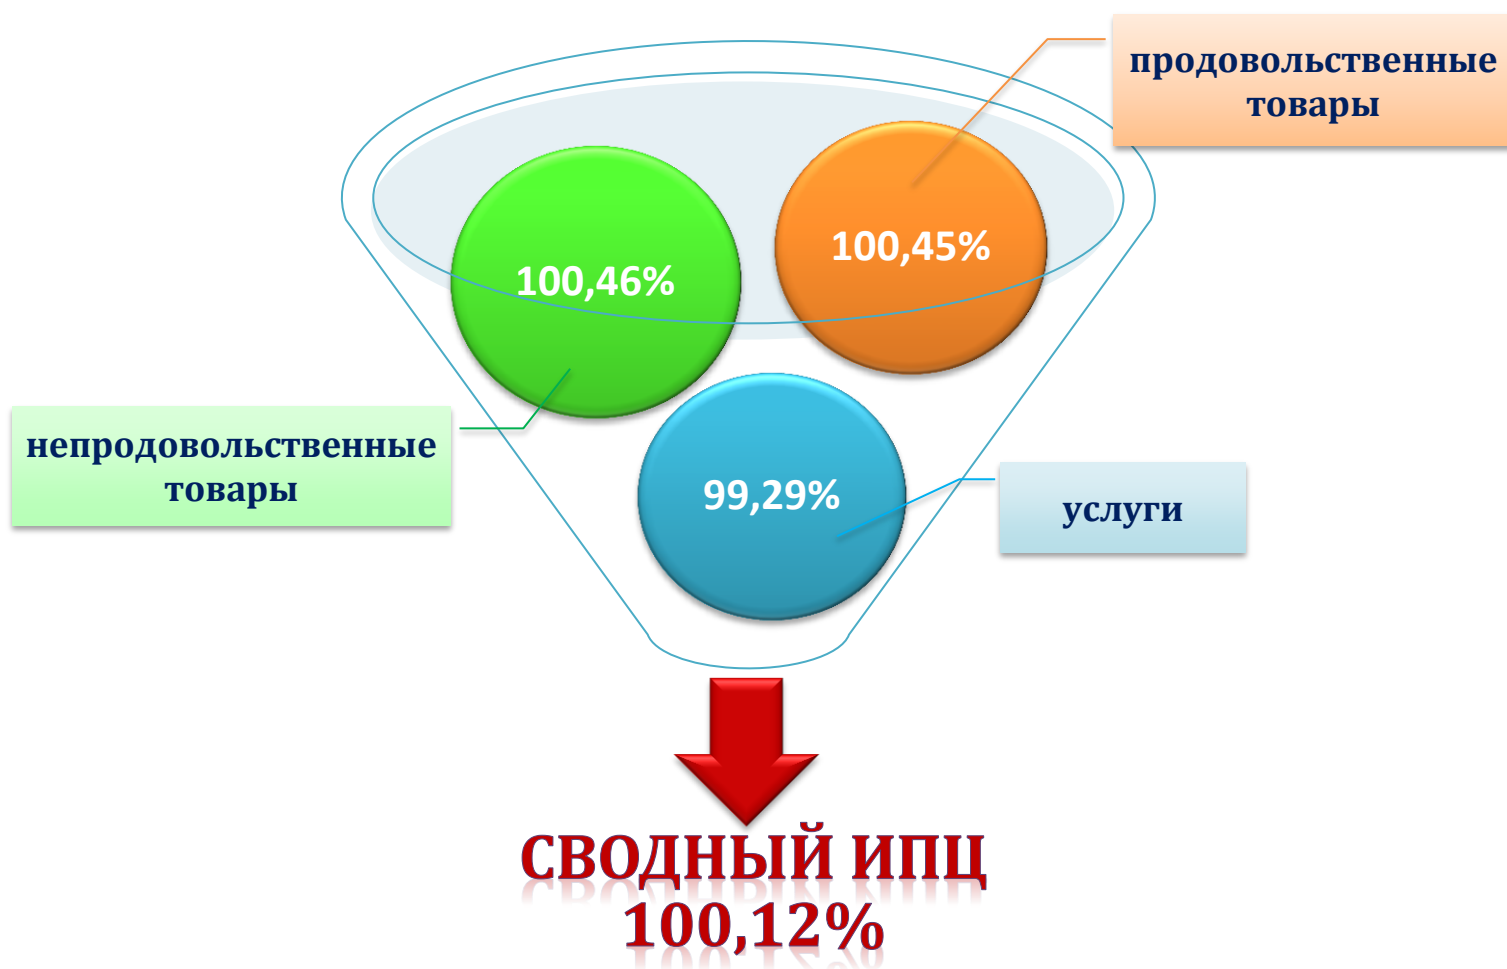 продовольственные
товары
100,45%
100,46%
непродовольственные
товары
99,29%
услуги
СВОДНЫЙ ИПЦ
100,12%